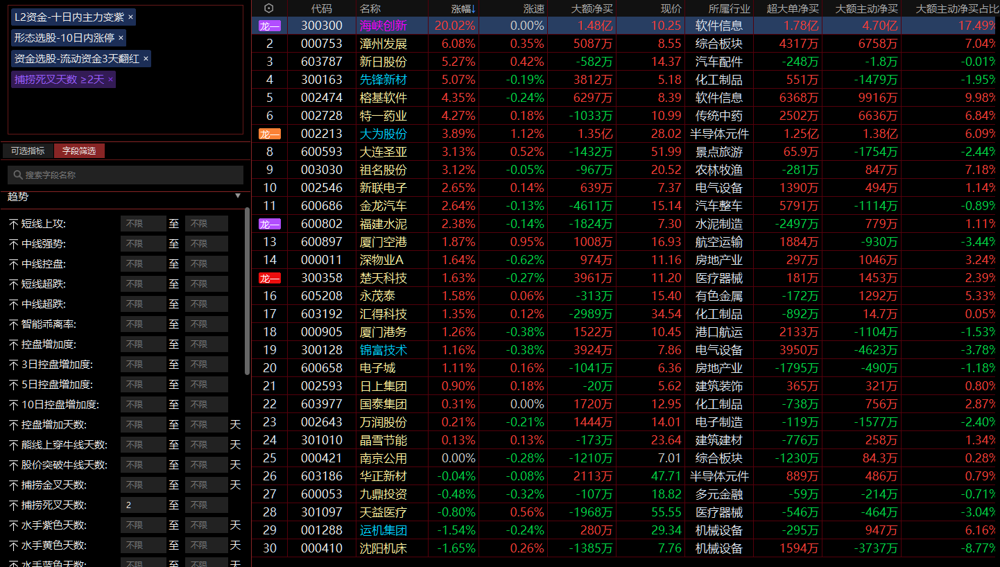 L2资金-十日内主力变紫 ×
形态选股-10日内涨停 ×
资金选股-流动资金3天翻红 ×
捕捞死叉天数 ≥2天 ×
可选指标 字段筛选
搜索字段名称
趋势 ▼
不 短线上攻: 不限 至 不限
不 中线强势: 不限 至 不限
不 中线控盘: 不限 至 不限
不 短线超跌: 不限 至 不限
不 中线超跌: 不限 至 不限
不 智能乖离率: 不限 至 不限
不 控盘增加度: 不限 至 不限
不 3日控盘增加度: 不限 至 不限
不 5日控盘增加度: 不限 至 不限
不 10日控盘增加度: 不限 至 不限
不 控盘增加天数: 不限 至 不限 天
不 熊线上穿牛线天数: 不限 至 不限 天
不 股价突破牛线天数: 不限 至 不限 天
不 捕捞金叉天数: 不限 至 不限 天
不 捕捞死叉天数: 2 至 不限 天
不 水手紫色天数: 不限 至 不限 天
不 水手黄色天数: 不限 至 不限 天
不 水手蓝色天数: 不限 至 不限 天
代码 名称 涨幅↓ 涨速 大额净买 现价 所属行业 超大单净买 大额主动净买 大额主动净买占比
龙一 300300 海峡创新 20.02% 0.00% 1.48亿 10.25 软件信息 1.78亿 4.70亿 17.49%
2 000753 漳州发展 6.08% 0.35% 5087万 8.55 综合板块 4317万 6758万 7.04%
3 603787 新日股份 5.27% 0.42% -582万 14.37 汽车配件 -248万 -1.8万 -0.01%
4 300163 先锋新材 5.07% -0.19% 3812万 5.18 化工制品 551万 -1479万 -1.95%
5 002474 榕基软件 4.35% -0.24% 6297万 8.39 软件信息 6368万 9916万 9.98%
6 002728 特一药业 4.27% 0.18% -1033万 10.99 传统中药 2502万 6636万 6.84%
龙一 002213 大为股份 3.89% 1.12% 1.35亿 28.02 半导体元件 1.25亿 1.38亿 6.09%
8 600593 大连圣亚 3.13% 0.52% -1432万 51.99 景点旅游 65.9万 -1754万 -2.44%
9 003030 祖名股份 3.12% -0.05% -967万 20.52 农林牧渔 -281万 847万 7.18%
10 002546 新联电子 2.65% 0.14% 639万 7.37 电气设备 1390万 494万 1.14%
11 600686 金龙汽车 2.64% -0.13% -4611万 15.14 汽车整车 5791万 -1114万 -0.89%
龙一 600802 福建水泥 2.38% -0.14% -1824万 7.30 水泥制造 -2497万 779万 1.11%
13 600897 厦门空港 1.87% 0.95% 1008万 16.93 航空运输 1884万 -930万 -3.44%
14 000011 深物业A 1.64% -0.62% 974万 11.16 房地产业 297万 1046万 3.24%
龙一 300358 楚天科技 1.63% -0.27% 3961万 11.20 医疗器械 181万 1453万 2.39%
16 605208 永茂泰 1.58% 0.06% -313万 15.40 有色金属 -172万 1292万 5.33%
17 603192 汇得科技 1.35% 0.12% -2989万 34.54 化工制品 -892万 14.7万 0.05%
18 000905 厦门港务 1.26% -0.38% 1522万 10.45 港口航运 2133万 -1104万 -1.53%
19 300128 锦富技术 1.16% -0.38% 3924万 7.86 电气设备 3950万 -4623万 -3.78%
20 600658 电子城 1.11% 0.16% -1041万 6.36 房地产业 -1795万 -490万 -1.18%
21 002593 日上集团 0.90% 0.18% -20万 5.62 建筑装饰 365万 321万 0.80%
22 603977 国泰集团 0.31% 0.00% 1720万 12.95 化工制品 -738万 756万 2.87%
23 002643 万润股份 0.21% -0.21% 1444万 14.01 电子制造 -119万 -1577万 -2.40%
24 301010 晶雪节能 0.13% 0.13% -173万 23.64 建筑建材 -776万 258万 1.34%
25 000421 南京公用 0.00% -0.28% -1210万 7.01 综合板块 -1230万 84.3万 0.28%
26 603186 华正新材 -0.04% -0.08% 2113万 47.71 半导体元件 889万 486万 0.79%
27 600053 九鼎投资 -0.48% -0.32% -107万 18.82 多元金融 -59万 -214万 -0.71%
28 301097 天益医疗 -0.80% 0.56% -1968万 55.55 医疗器械 -546万 -464万 -3.04%
29 001288 运机集团 -1.54% -0.24% 280万 29.34 机械设备 -295万 947万 6.16%
30 000410 沈阳机床 -1.65% 0.26% -1385万 7.76 机械设备 1594万 -3737万 -8.77%